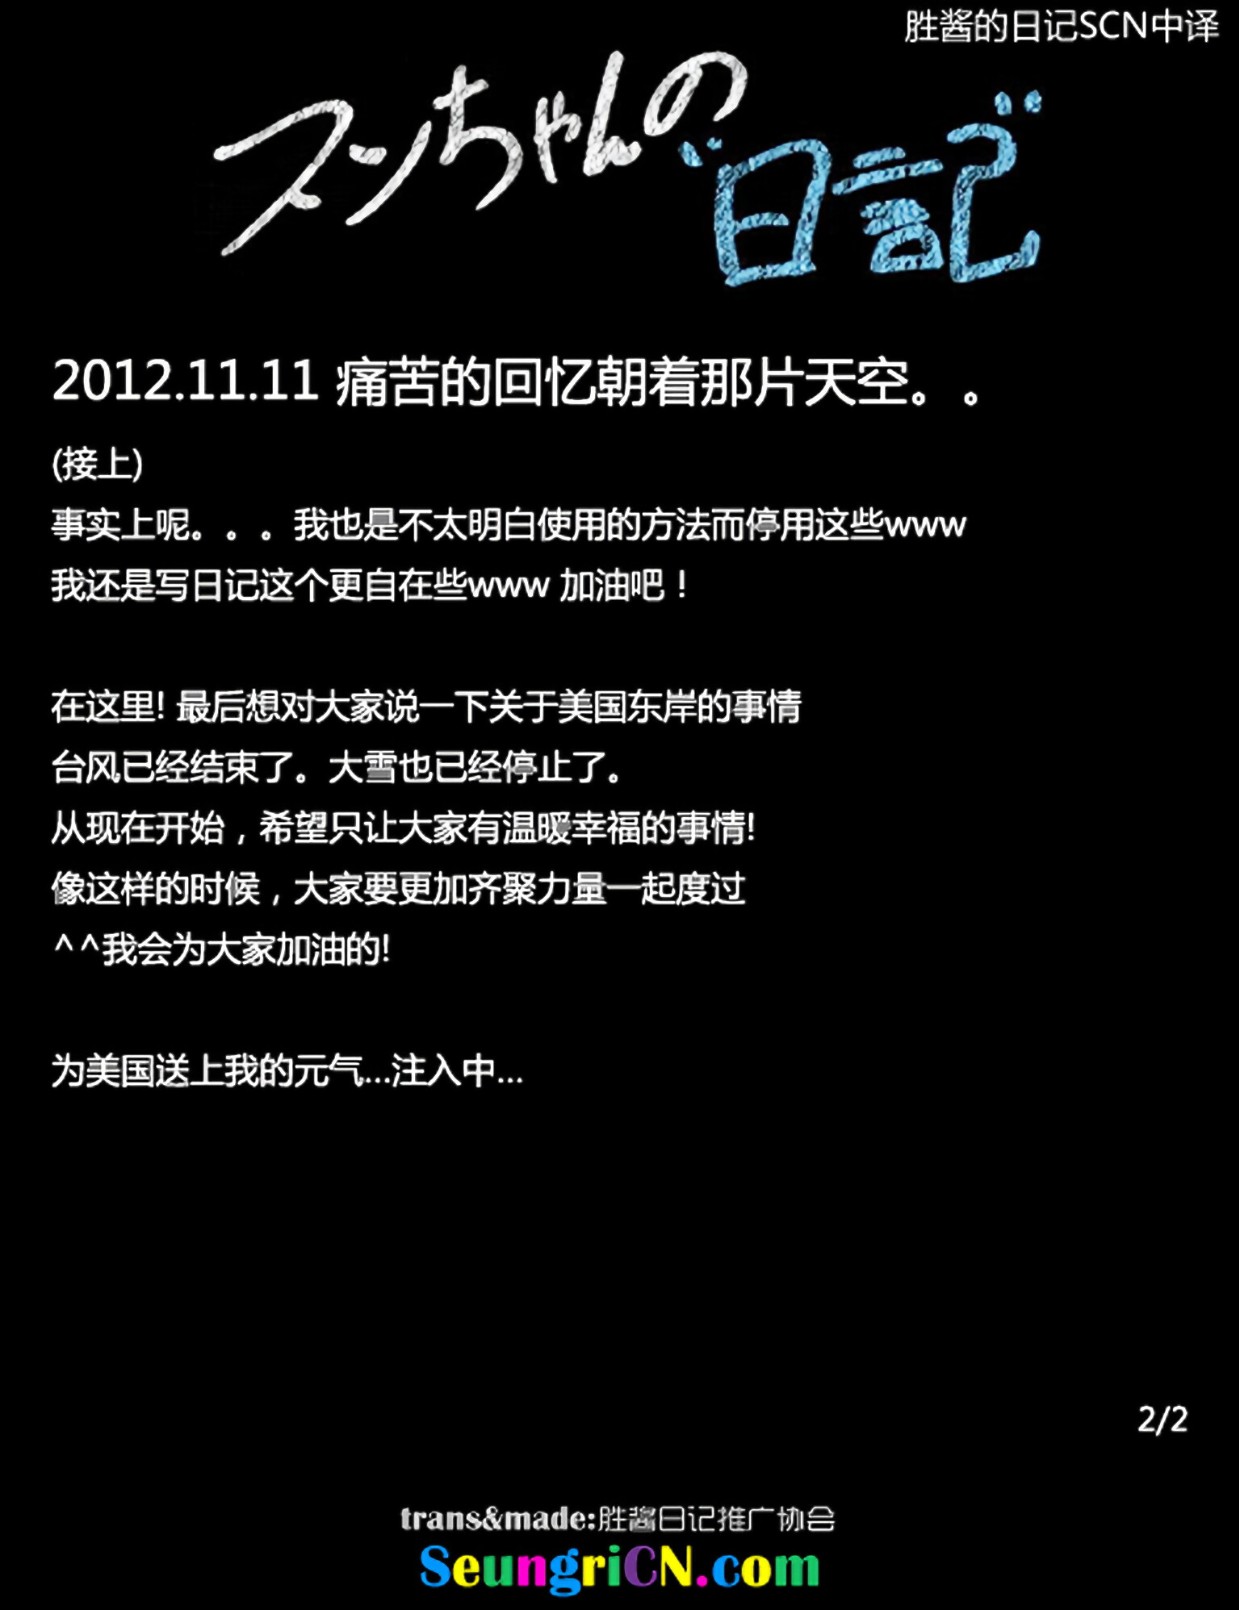 胜酱的日记SCN中译
スンちゃんの
日記
2012.11.11 痛苦的回忆朝着那片天空。。
(接上)
事实上呢。。。我也是不太明白使用的方法而停用这些www
我还是写日记这个更自在些www 加油吧！
在这里! 最后想对大家说一下关于美国东岸的事情
台风已经结束了。大雪也已经停止了。
从现在开始，希望只让大家有温暖幸福的事情!
像这样的时候，大家要更加齐聚力量一起度过
^^我会为大家加油的!
为美国送上我的元气...注入中...
2/2
trans&made:胜酱日记推广协会
SeungriCN.com